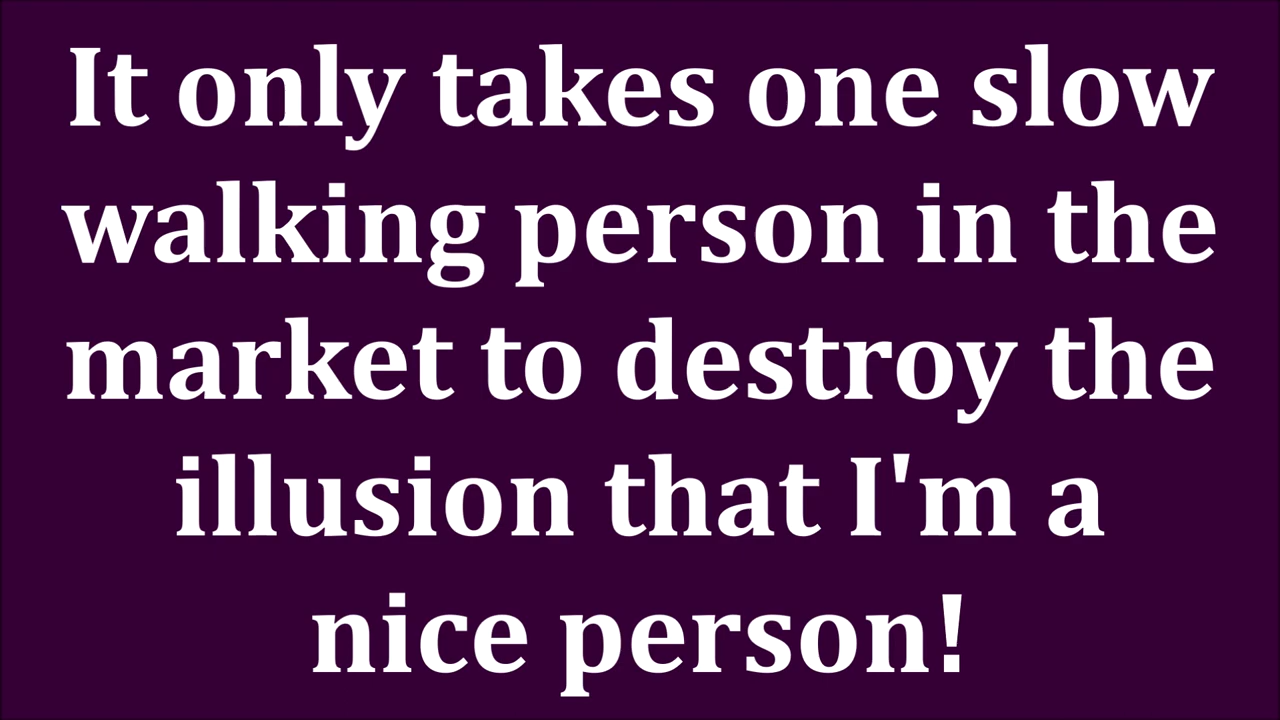 It only takes one slow
walking person in the
market to destroy the
illusion that I'm a
nice person!